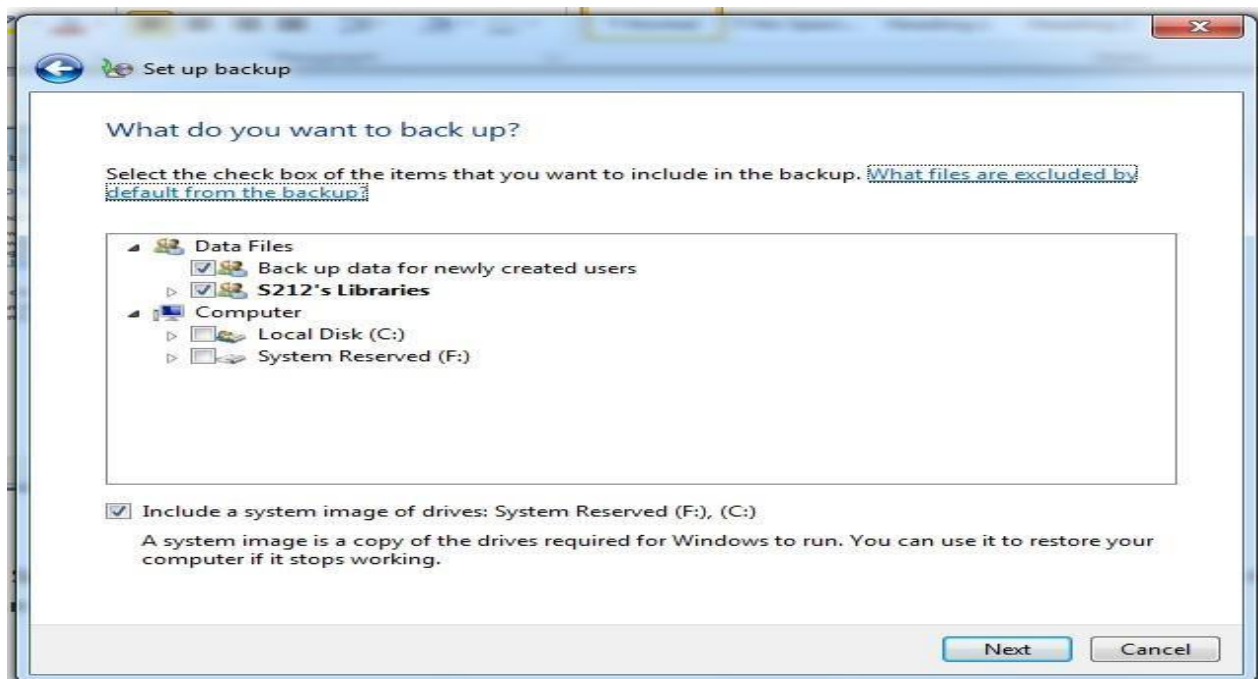 Set up backup
What do you want to back up?
Select the check box of the items that you want to include in the backup. What files are excluded by
default from the backup?
Data Files
Back up data for newly created users
S212's Libraries
Computer
Local Disk (C:)
System Reserved (F:)
Include a system image of drives: System Reserved (F:), (C:)
A system image is a copy of the drives required for Windows to run. You can use it to restore your
computer if it stops working.
Next Cancel